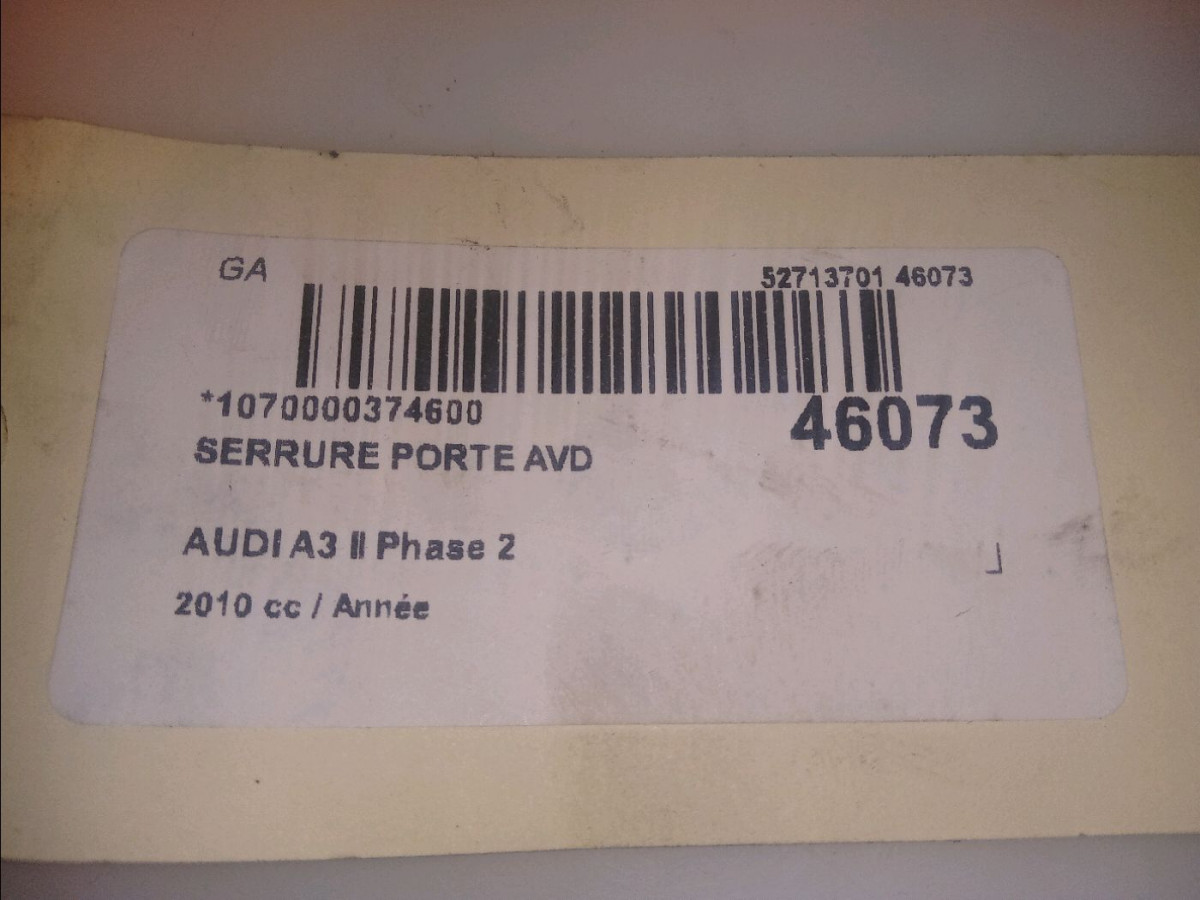 GA
52713701 46073
*1070000374600
46073
SERRURE PORTE AVD
AUDI A3 II Phase 2
2010 cc / Année